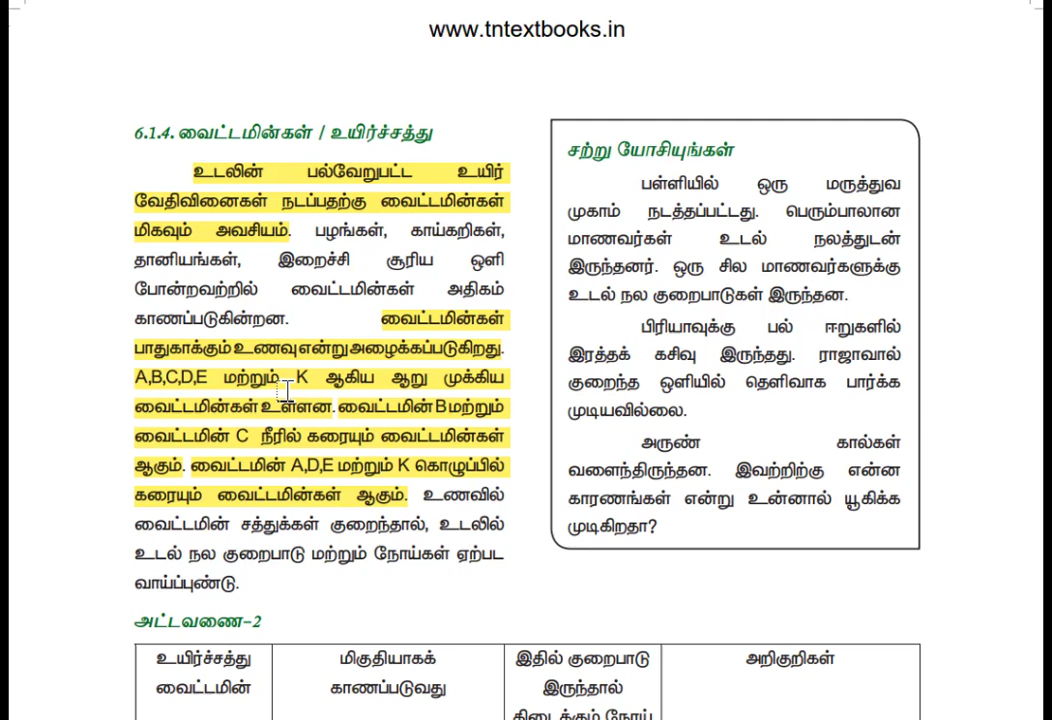 www.tntextbooks.in
6.1.4. வைட்டமின்கள் / உயிர்ச்சத்து
உடலின் பல்வேறுபட்ட உயிர்
வேதிவினைகள் நடப்பதற்கு வைட்டமின்கள்
மிகவும் அவசியம். பழங்கள், காய்கறிகள்,
தானியங்கள், இறைச்சி சூரிய ஒளி
போன்றவற்றில் வைட்டமின்கள் அதிகம்
காணப்படுகின்றன. வைட்டமின்கள்
பாதுகாக்கும் உணவு என்று அழைக்கப்படுகிறது.
A,B,C,D,E மற்றும் K ஆகிய ஆறு முக்கிய
வைட்டமின்கள் உள்ளன. வைட்டமின் B மற்றும்
வைட்டமின் C நீரில் கரையும் வைட்டமின்கள்
ஆகும். வைட்டமின் A,D,E மற்றும் K கொழுப்பில்
கரையும் வைட்டமின்கள் ஆகும். உணவில்
வைட்டமின் சத்துக்கள் குறைந்தால், உடலில்
உடல் நல குறைபாடு மற்றும் நோய்கள் ஏற்பட
வாய்ப்புண்டு.
சற்று யோசியுங்கள்
பள்ளியில் ஒரு மருத்துவ
முகாம் நடத்தப்பட்டது. பெரும்பாலான
மாணவர்கள் உடல் நலத்துடன்
இருந்தனர். ஒரு சில மாணவர்களுக்கு
உடல் நல குறைபாடுகள் இருந்தன.
பிரியாவுக்கு பல் ஈறுகளில்
இரத்தக் கசிவு இருந்தது. ராஜாவால்
குறைந்த ஒளியில் தெளிவாக பார்க்க
முடியவில்லை.
அருண் கால்கள்
வளைந்திருந்தன. இவற்றிற்கு என்ன
காரணங்கள் என்று உன்னால் யூகிக்க
முடிகிறதா?
அட்டவணை-2
உயிர்ச்சத்து
வைட்டமின்
மிகுதியாகக்
காணப்படுவது
இதில் குறைபாடு
இருந்தால்
கிடைக்கும் நோய்
அறிகுறிகள்